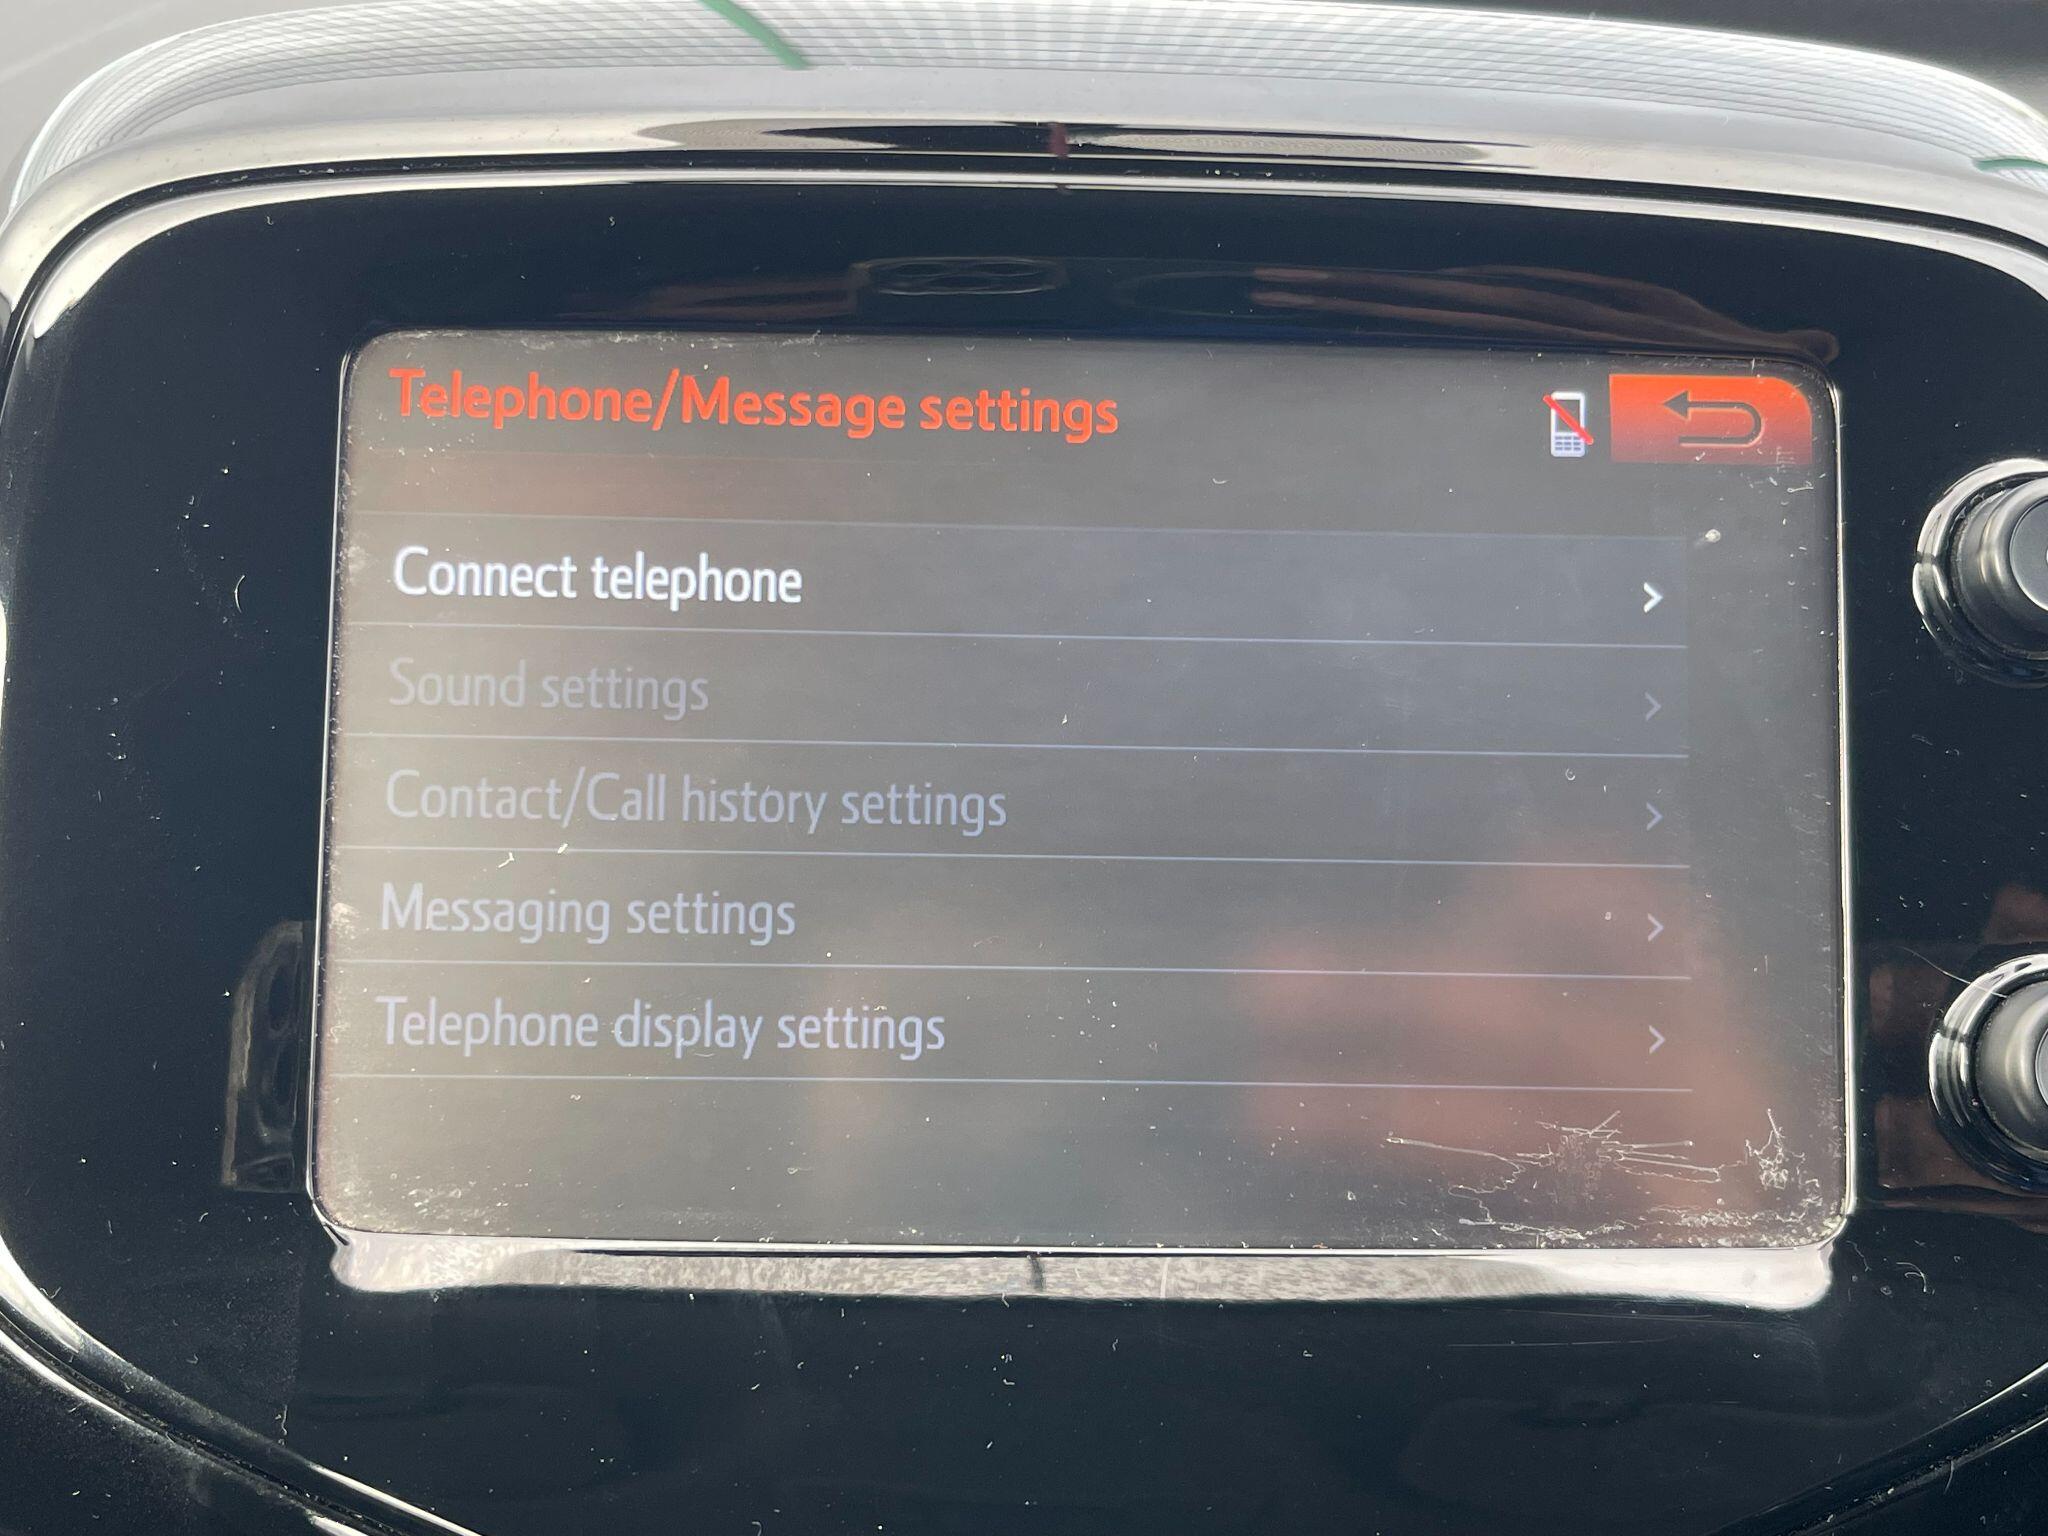 Telephone/Message settings
Connect telephone
Sound settings
Contact/Call history settings
Messaging settings
Telephone display settings